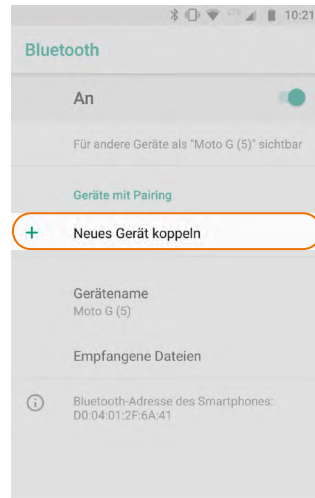 10:21
Bluetooth
An
Für andere Geräte als "Moto G (5)" sichtbar
Geräte mit Pairing
+ Neues Gerät koppeln
Gerätename
Moto G (5)
Empfangene Dateien
Bluetooth-Adresse des Smartphones:
D0:04:01:2F:6A:41